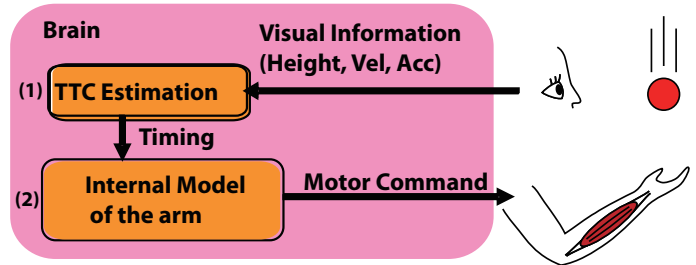 Brain
Visual Information
(Height, Vel, Acc)
(1)
TTC Estimation
Timing
(2)
Internal Model
of the arm
Motor Command